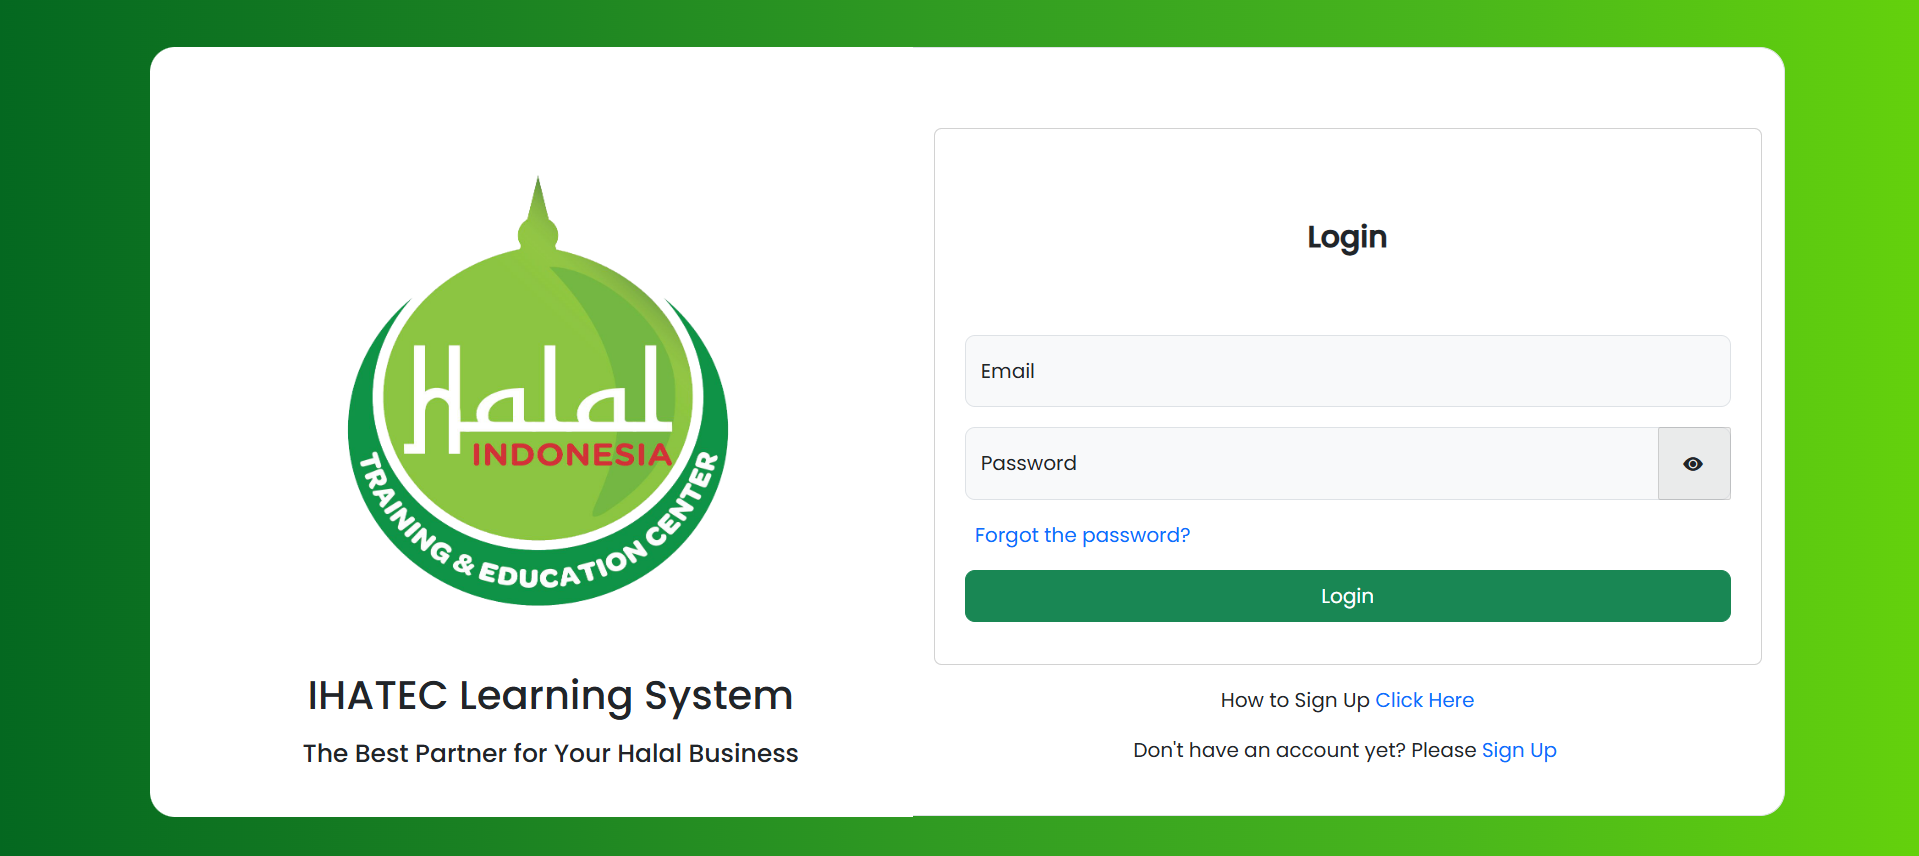 Halal
INDONESIA
TRAINING & EDUCATION CENTER
IHATEC Learning System
The Best Partner for Your Halal Business
Login
Email
Password
Forgot the password?
Login
How to Sign Up Click Here
Don't have an account yet? Please Sign Up